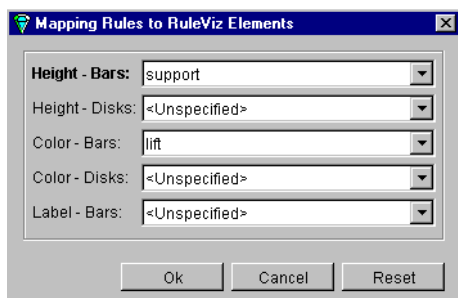 Mapping Rules to RuleViz Elements
Height - Bars: support
Height - Disks: <Unspecified>
Color - Bars: lift
Color - Disks: <Unspecified>
Label - Bars: <Unspecified>
Ok Cancel Reset